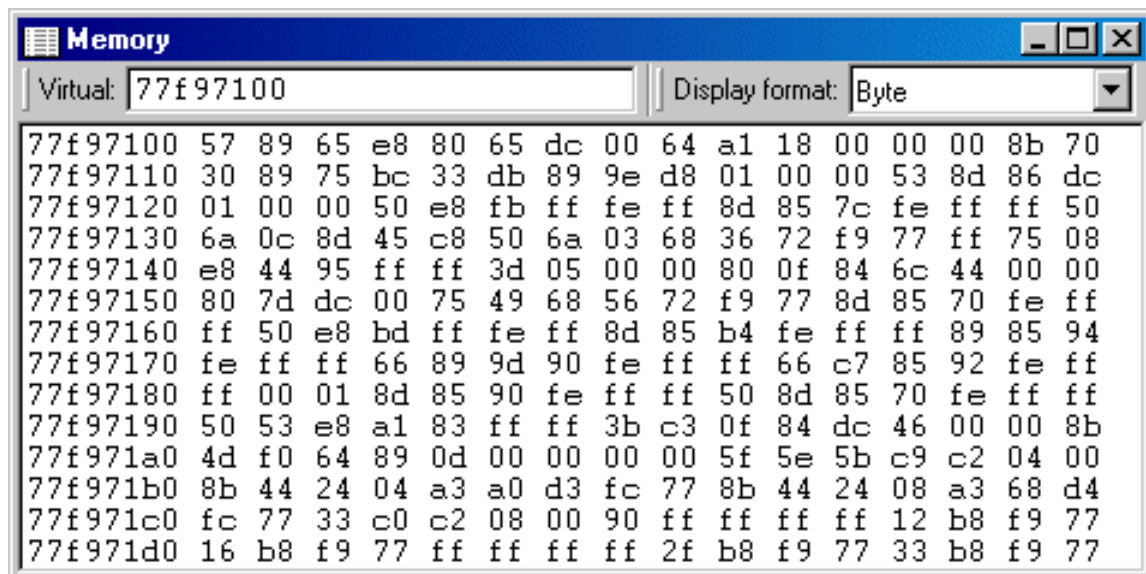 Memory
Virtual: 77f97100 Display format: Byte
77f97100 57 89 65 e8 80 65 dc 00 64 a1 18 00 00 00 8b 70
77f97110 30 89 75 bc 33 db 89 9e d8 01 00 00 53 8d 86 dc
77f97120 01 00 00 50 e8 fb ff fe ff 8d 85 7c fe ff ff 50
77f97130 6a 0c 8d 45 c8 50 6a 03 68 36 72 f9 77 ff 75 08
77f97140 e8 44 95 ff ff 3d 05 00 00 80 0f 84 6c 44 00 00
77f97150 80 7d dc 00 75 49 68 56 72 f9 77 8d 85 70 fe ff
77f97160 ff 50 e8 bd ff fe ff 8d 85 b4 fe ff ff 89 85 94
77f97170 fe ff ff 66 89 9d 90 fe ff ff 66 c7 85 92 fe ff
77f97180 ff 00 01 8d 85 90 fe ff ff 50 8d 85 70 fe ff ff
77f97190 50 53 e8 a1 83 ff ff 3b c3 0f 84 dc 46 00 00 8b
77f971a0 4d f0 64 89 0d 00 00 00 00 5f 5e 5b c9 c2 04 00
77f971b0 8b 44 24 04 a3 a0 d3 fc 77 8b 44 24 08 a3 68 d4
77f971c0 fc 77 33 c0 c2 08 00 90 ff ff ff ff 12 b8 f9 77
77f971d0 16 b8 f9 77 ff ff ff ff 2f b8 f9 77 33 b8 f9 77